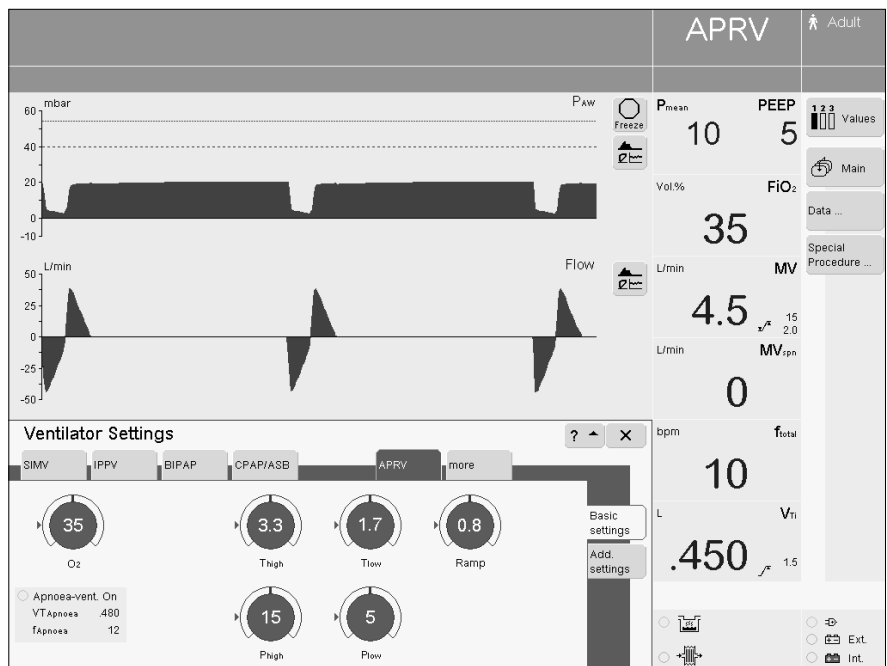 APRV
Adult
mbar
PAW
60
40
20
0
-10
Freeze
L/min
Flow
50
25
0
-25
-50
Pmean PEEP
10 5
Vol.% FiO2
35
L/min MV
4.5
15
2.0
L/min MVspn
0
bpm ftotal
10
L VTi
.450
1.5
1 2 3
Values
Main
Data ...
Special
Procedure ...
Ext.
Int.
Ventilator Settings
?
SIMV IPPV BIPAP CPAP/ASB APRV more
35 3.3 1.7 0.8
O2 Thigh Tlow Ramp
Basic
settings
Add.
settings
Apnoea-vent. On
VTApnoea .480
fApnoea 12
15 5
Phigh Plow